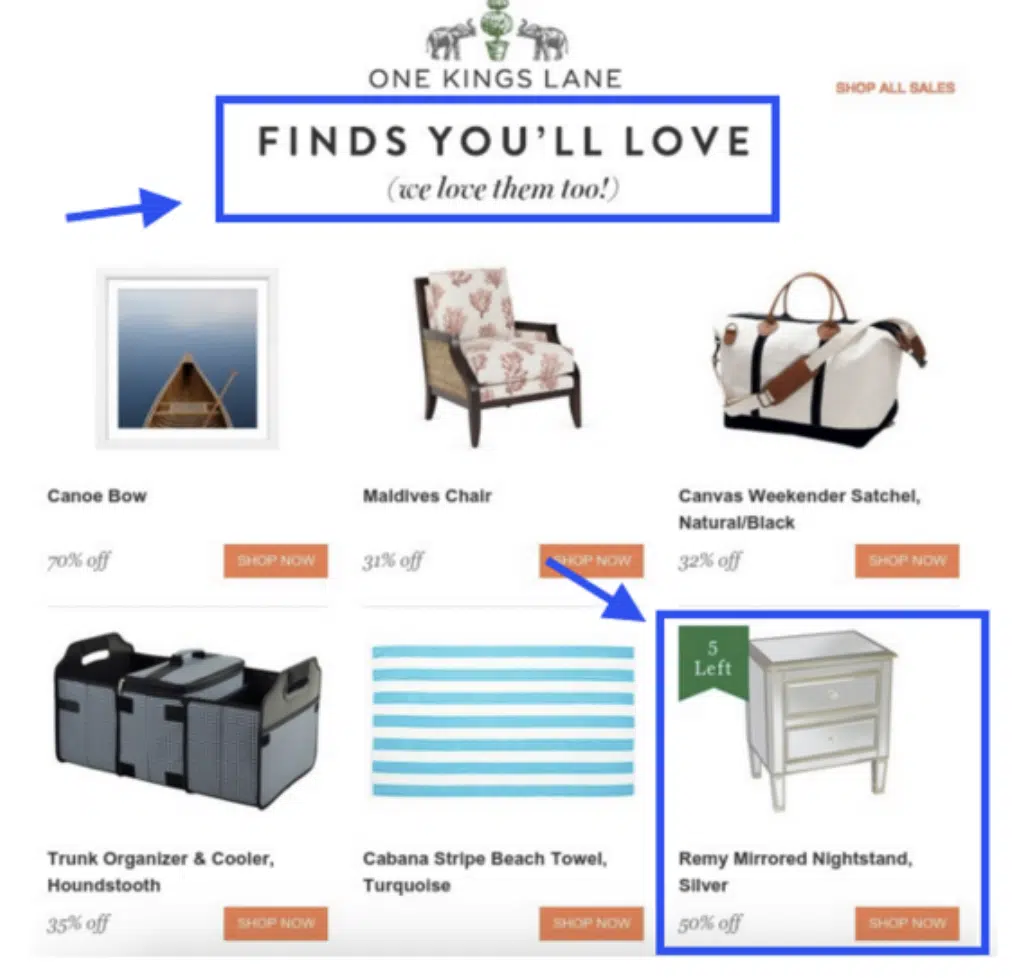 ONE KINGS LANE
SHOP ALL SALES
FINDS YOU'LL LOVE
(we love them too!)
Canoe Bow
70% off
SHOP NOW
Maldives Chair
31% off
SHOP NOW
Canvas Weekender Satchel,
Natural/Black
32% off
SHOP NOW
Trunk Organizer & Cooler,
Houndstooth
35% off
SHOP NOW
Cabana Stripe Beach Towel,
Turquoise
SHOP NOW
5
Left
Remy Mirrored Nightstand,
Silver
50% off
SHOP NOW